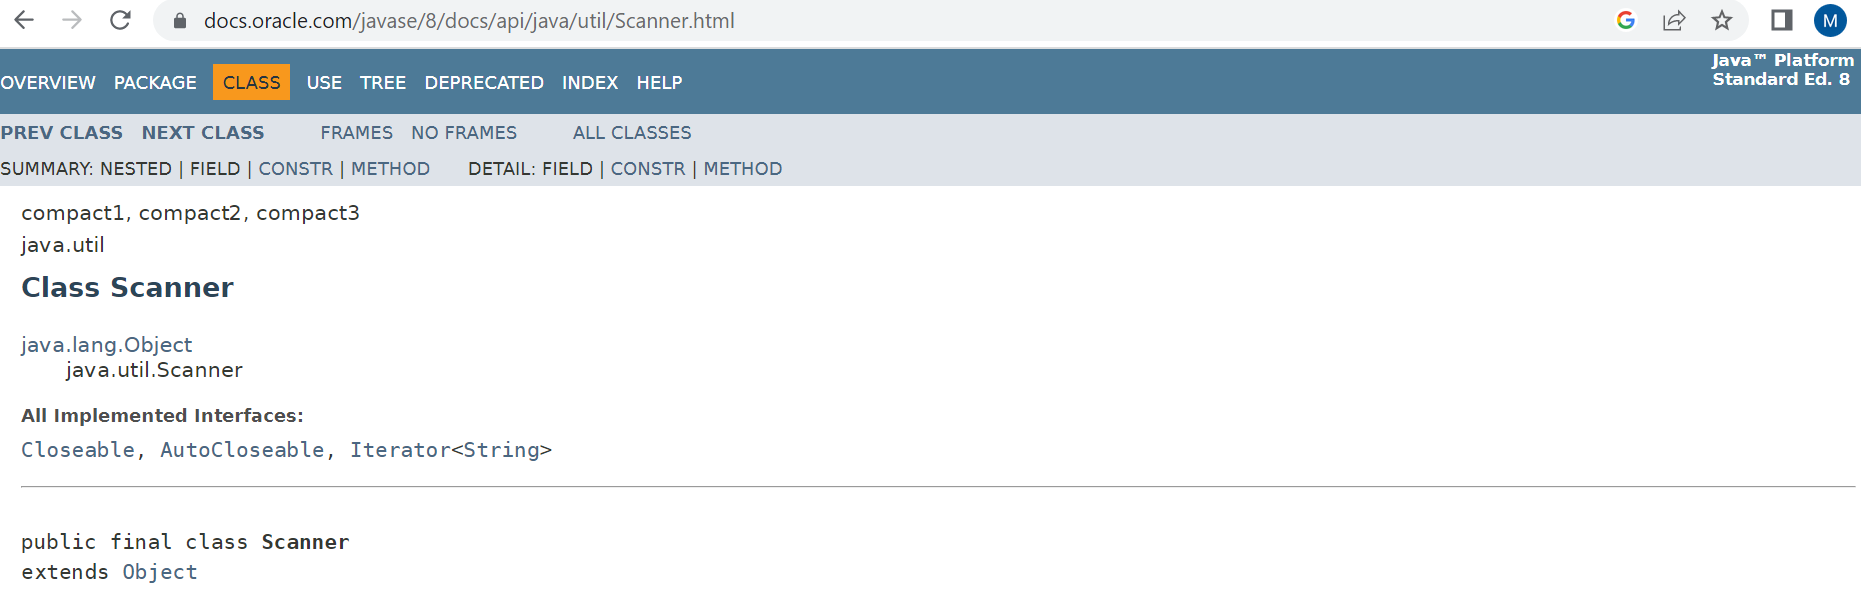 docs.oracle.com/javase/8/docs/api/java/util/Scanner.html
M
OVERVIEW PACKAGE CLASS USE TREE DEPRECATED INDEX HELP
Java™ Platform
Standard Ed. 8
PREV CLASS NEXT CLASS FRAMES NO FRAMES ALL CLASSES
SUMMARY: NESTED | FIELD | CONSTR | METHOD DETAIL: FIELD | CONSTR | METHOD
compact1, compact2, compact3
java.util
Class Scanner
java.lang.Object
java.util.Scanner
All Implemented Interfaces:
Closeable, AutoCloseable, Iterator<String>
public final class Scanner
extends Object